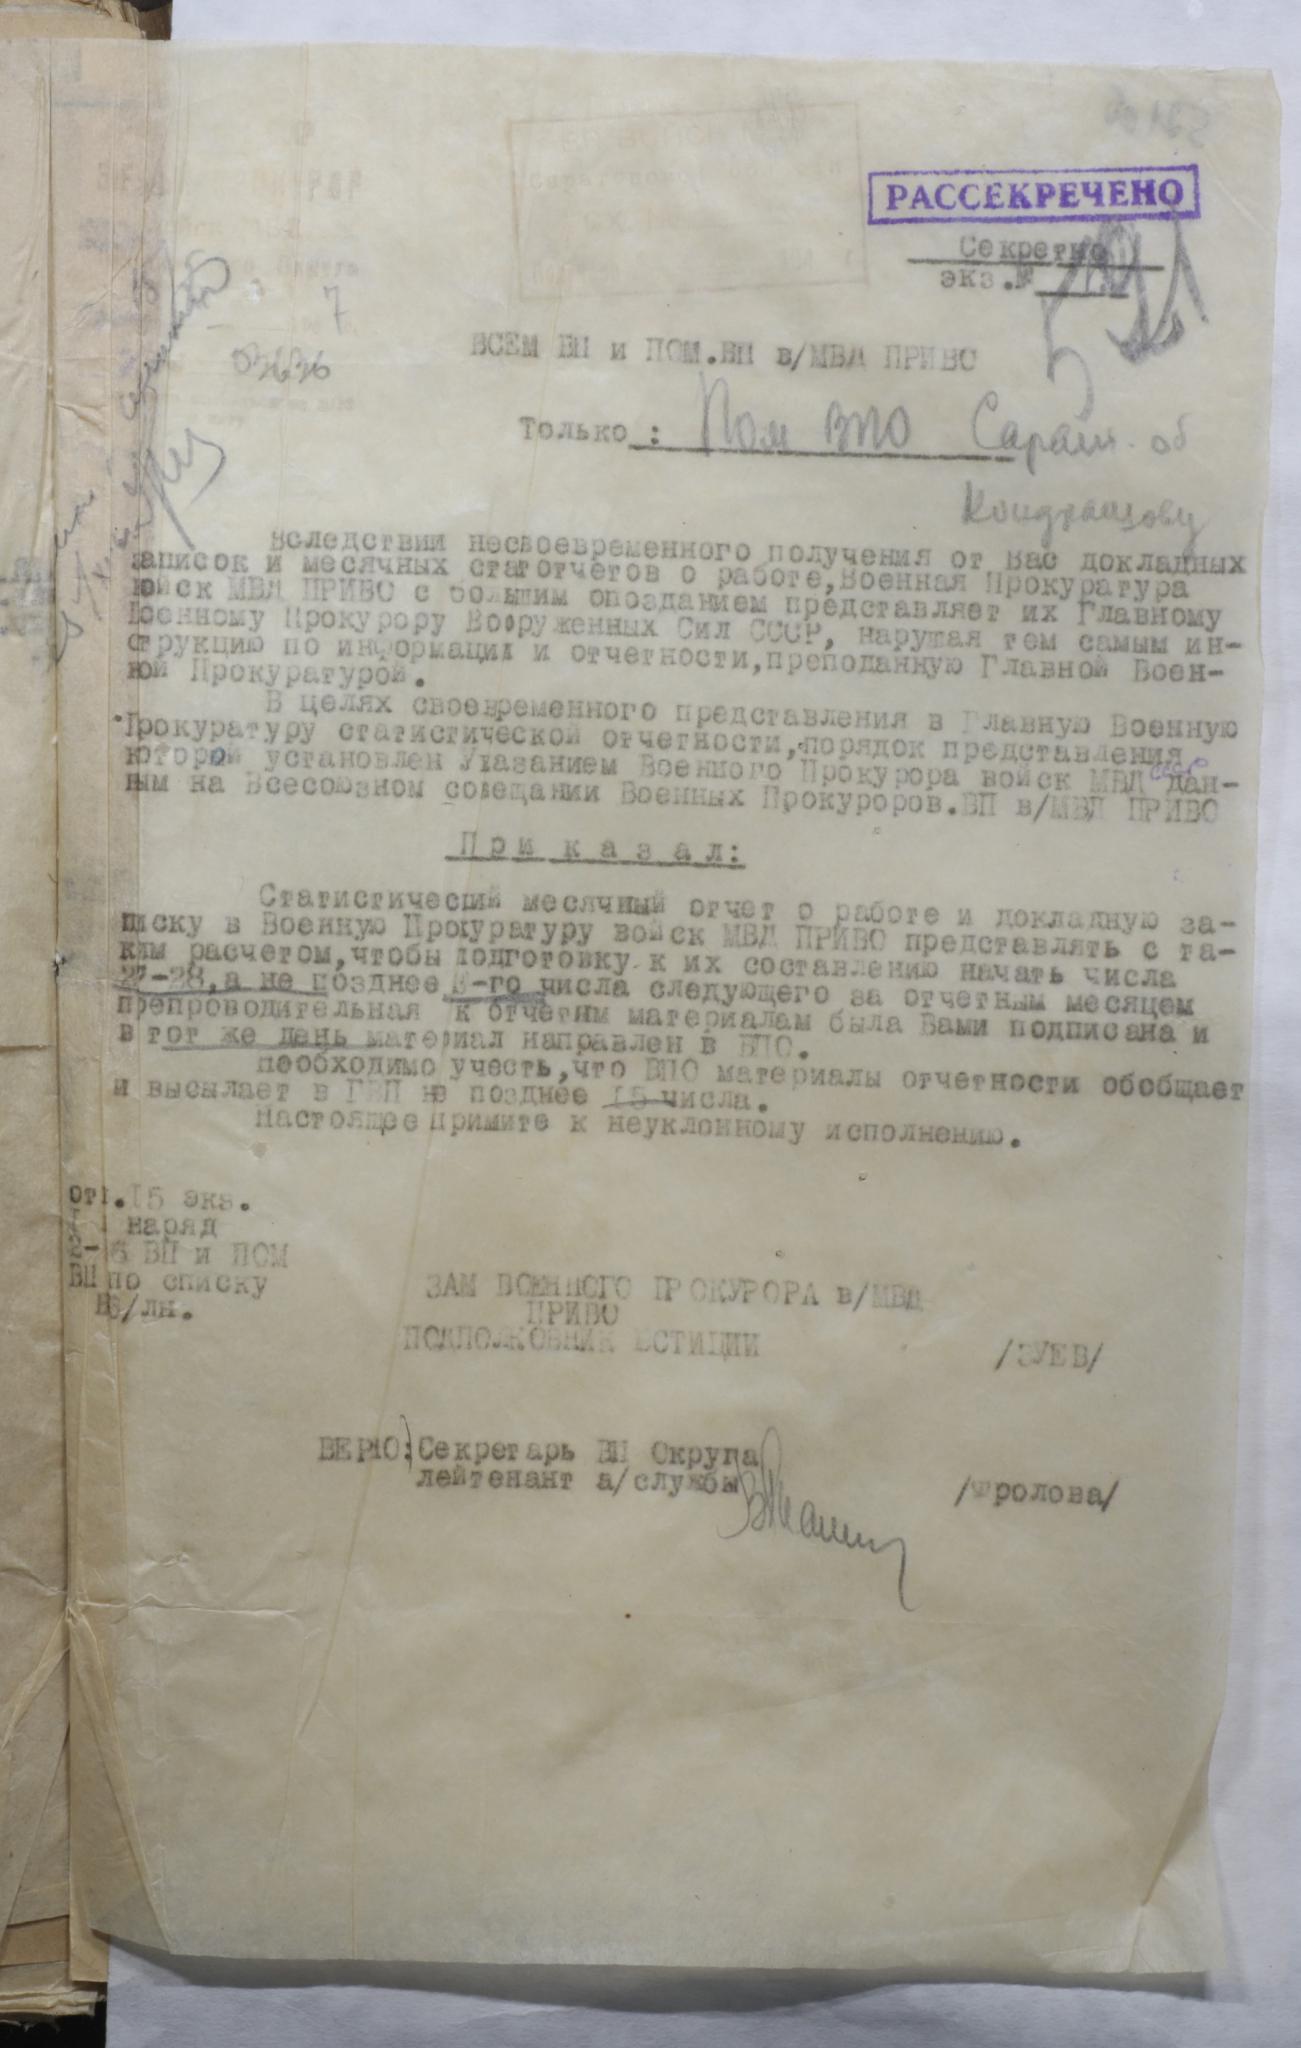 РАССЕКРЕЧЕНО
Секретно
экз.№
7
ВСЕМ ВП и ПОМ.ВП в/МВД ПРИВО
Только: Пом ВПО Сарат. об
Кондрашову
Вследствии несвоевременного получения от Вас докладных
записок и месячных статотчетов о работе,Военная Прокуратура
войск МВД ПРИВО с большим опозданием представляет их Главному
Военному Прокурору Вооруженных Сил СССР, нарушая тем самым ин-
струкцию по информации и отчетности,преподанную Главной Воен-
ной Прокуратурой.
В целях своевременного представления в Главную Военную
Прокуратуру статистической отчетности,порядок представления
которой установлен Указанием Военного Прокурора войск МВД СССР дан-
ным на Всесоюзном совещании Военных Прокуроров.ВП в/МВД ПРИВО
П р и к а з а л:
Статистический месячный отчет о работе и докладную за-
писку в Военную Прокуратуру войск МВД ПРИВО представлять с та-
ким расчетом,чтобы подготовку к их составлению начать числа
27-28,а не позднее числа следующего за отчетным месяцем
препроводительная к отчетным материалам была Вами подписана и
в тот же день материал направлен в ВПО.
Необходимо учесть,что ВПО материалы отчетности обобщает
и высылает в ГВП не позднее 15 числа.
Настоящее примите к неуклонному исполнению.
отп.15 экз.
наряд
ВП и ПОМ
ВП по списку
/лн.
ЗАМ ВОЕННОГО ПРОКУРОРА в/МВД
ПРИВО
ПОДПОЛКОВНИК ЮСТИЦИИ
/ЗУЕВ/
ВЕРНО: Секретарь ВП Округа
лейтенант а/службы
/Фролова/